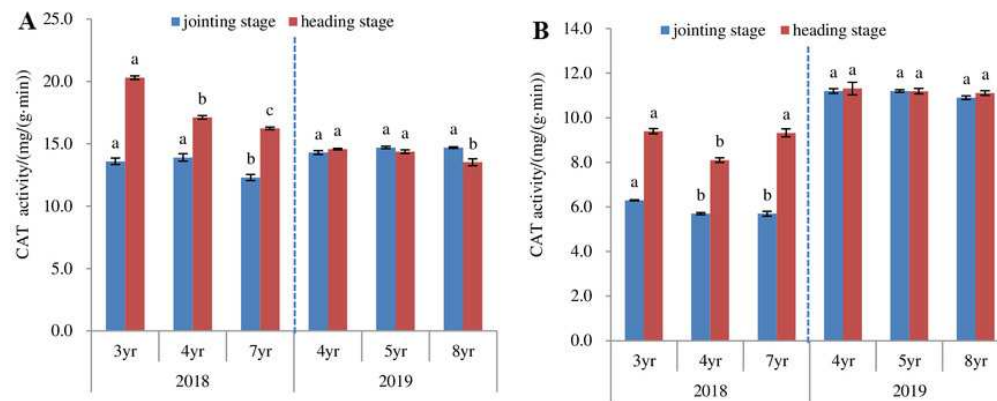 A
jointing stage heading stage
CAT activity/(mg/(g·min))
25.0
20.0
15.0
10.0
5.0
0.0
a a a b b c a a a a a b
3yr 4yr 7yr 4yr 5yr 8yr
2018 2019
B
jointing stage heading stage
CAT activity/(mg/(g·min))
14.0
12.0
10.0
8.0
6.0
4.0
2.0
0.0
a a b b b a a a a a a a
3yr 4yr 7yr 4yr 5yr 8yr
2018 2019